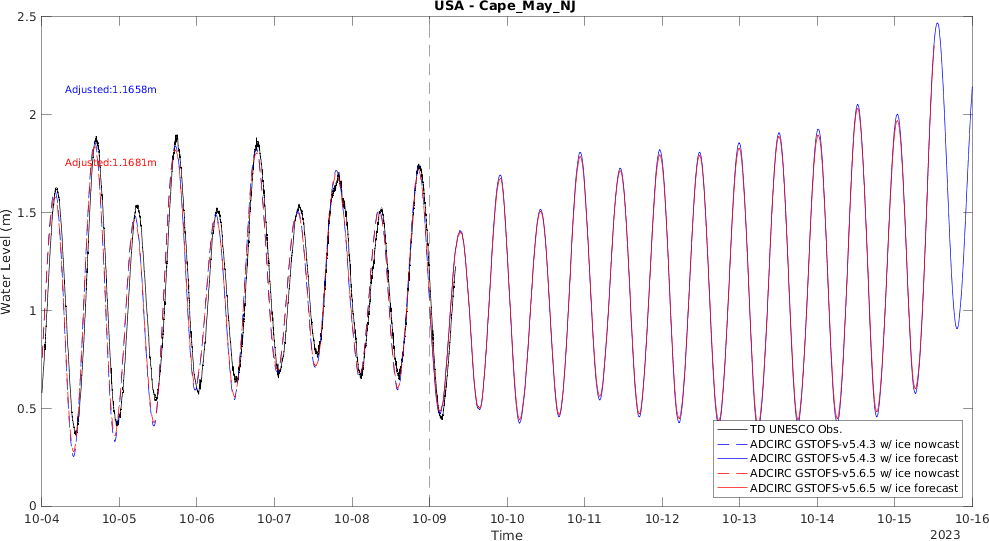 USA - Cape_May_NJ
2.5
2
1.5
1
0.5
0
Water Level (m)
Adjusted:1.1658m
Adjusted:1.1681m
TD UNESCO Obs.
ADCIRC GSTOFS-v5.4.3 w/ ice nowcast
ADCIRC GSTOFS-v5.4.3 w/ ice forecast
ADCIRC GSTOFS-v5.6.5 w/ ice nowcast
ADCIRC GSTOFS-v5.6.5 w/ ice forecast
10-04 10-05 10-06 10-07 10-08 10-09 10-10 10-11 10-12 10-13 10-14 10-15 10-16
Time
2023